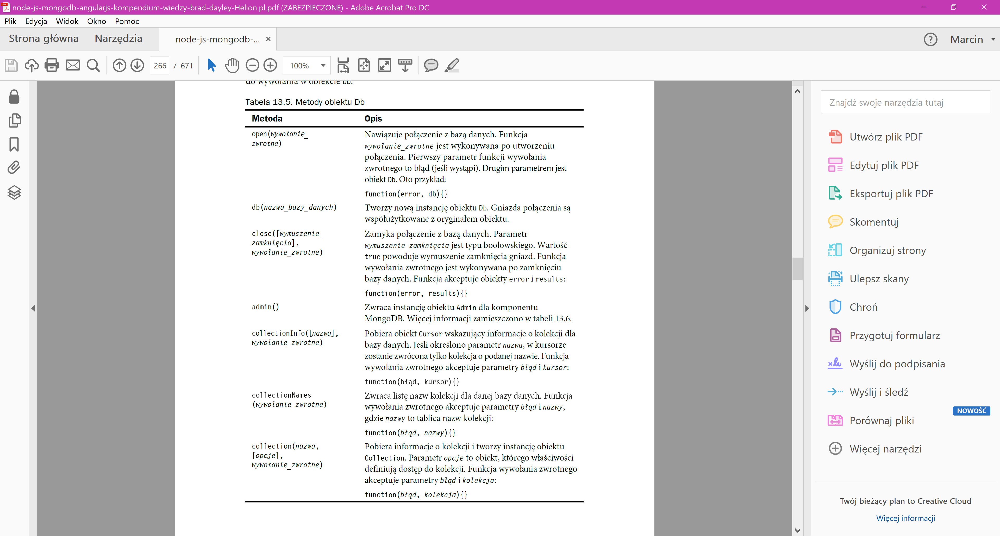 node-js-mongodb-angularjs-kompendium-wiedzy-brad-dayley-Helion.pl.pdf (ZABEZPIECZONE) - Adobe Acrobat Pro DC
Plik Edycja Widok Okno Pomoc
Strona główna Narzędzia node-js-mongodb-... × Marcin
266 / 671 100%
do wywołania w obiekcie Db.
Tabela 13.5. Metody obiektu Db
Metoda Opis
open(wywołanie_
zwrotne)
Nawiązuje połączenie z bazą danych. Funkcja
wywołanie_zwrotne jest wykonywana po utworzeniu
połączenia. Pierwszy parametr funkcji wywołania
zwrotnego to błąd (jeśli wystąpi). Drugim parametrem jest
obiekt Db. Oto przykład:
function(error, db){}
db(nazwa_bazy_danych)
Tworzy nową instancję obiektu Db. Gniazda połączenia są
współużytkowane z oryginałem obiektu.
close([wymuszenie_
zamknięcia],
wywołanie_zwrotne)
Zamyka połączenie z bazą danych. Parametr
wymuszenie_zamknięcia jest typu boolowskiego. Wartość
true powoduje wymuszenie zamknięcia gniazd. Funkcja
wywołania zwrotnego jest wykonywana po zamknięciu
bazy danych. Funkcja akceptuje obiekty error i results:
function(error, results){}
admin()
Zwraca instancję obiektu Admin dla komponentu
MongoDB. Więcej informacji zamieszczono w tabeli 13.6.
collectionInfo([nazwa],
wywołanie_zwrotne)
Pobiera obiekt Cursor wskazujący informacje o kolekcji dla
bazy danych. Jeśli określono parametr nazwa, w kursorze
zostanie zwrócona tylko kolekcja o podanej nazwie. Funkcja
wywołania zwrotnego akceptuje parametry błąd i kursor:
function(błąd, kursor){}
collectionNames
(wywołanie_zwrotne)
Zwraca listę nazw kolekcji dla danej bazy danych. Funkcja
wywołania zwrotnego akceptuje parametry błąd i nazwy,
gdzie nazwy to tablica nazw kolekcji:
function(błąd, nazwy){}
collection(nazwa,
[opcje],
wywołanie_zwrotne)
Pobiera informacje o kolekcji i tworzy instancję obiektu
Collection. Parametr opcje to obiekt, którego właściwości
definiują dostęp do kolekcji. Funkcja wywołania zwrotnego
akceptuje parametry błąd i kolekcja:
function(błąd, kolekcja){}
Znajdź swoje narzędzia tutaj
Utwórz plik PDF
Edytuj plik PDF
Eksportuj plik PDF
Skomentuj
Organizuj strony
Ulepsz skany
Chroń
Przygotuj formularz
Wyślij do podpisania
Wyślij i śledź
NOWOŚĆ
Porównaj pliki
Więcej narzędzi
Twój bieżący plan to Creative Cloud
Więcej informacji